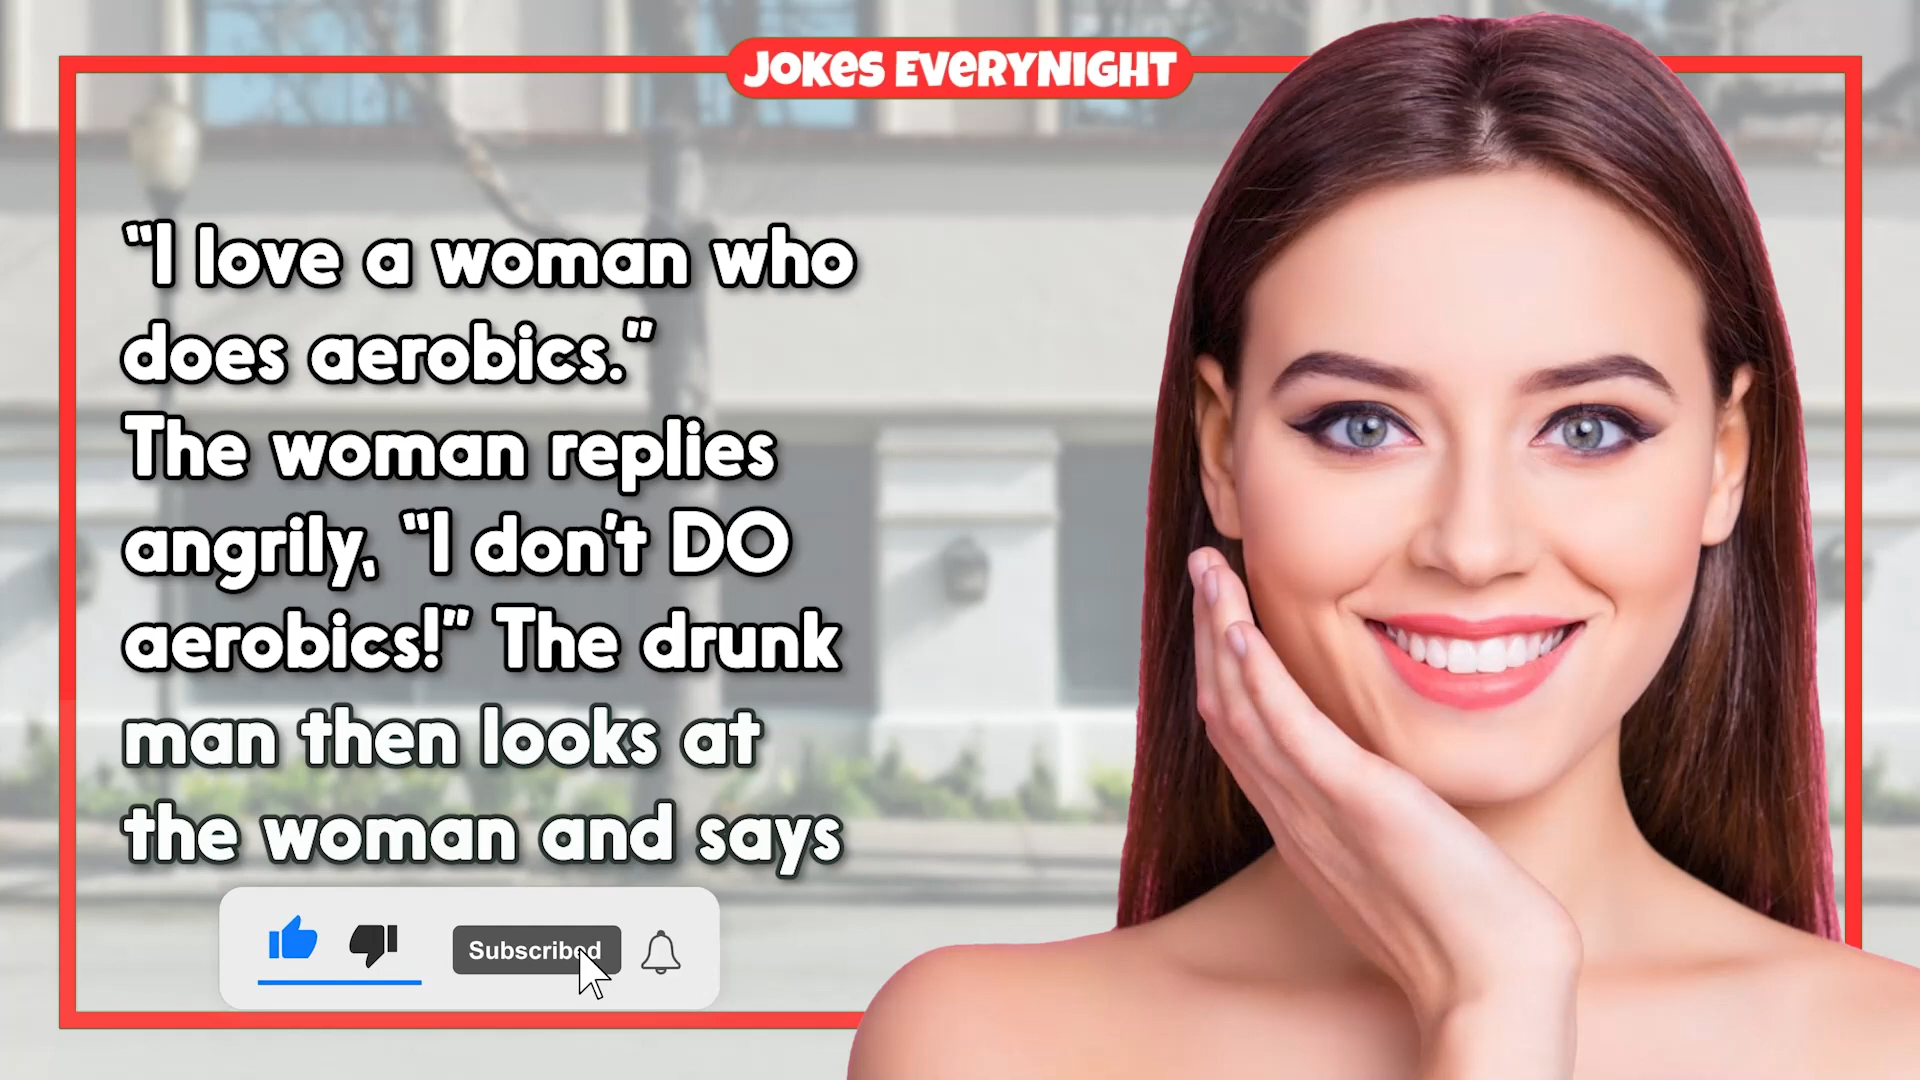 JOKES EVERYNIGHT
“I love a woman who
does aerobics.”
The woman replies
angrily, “I don't DO
aerobics!” The drunk
man then looks at
the woman and says
Subscribed